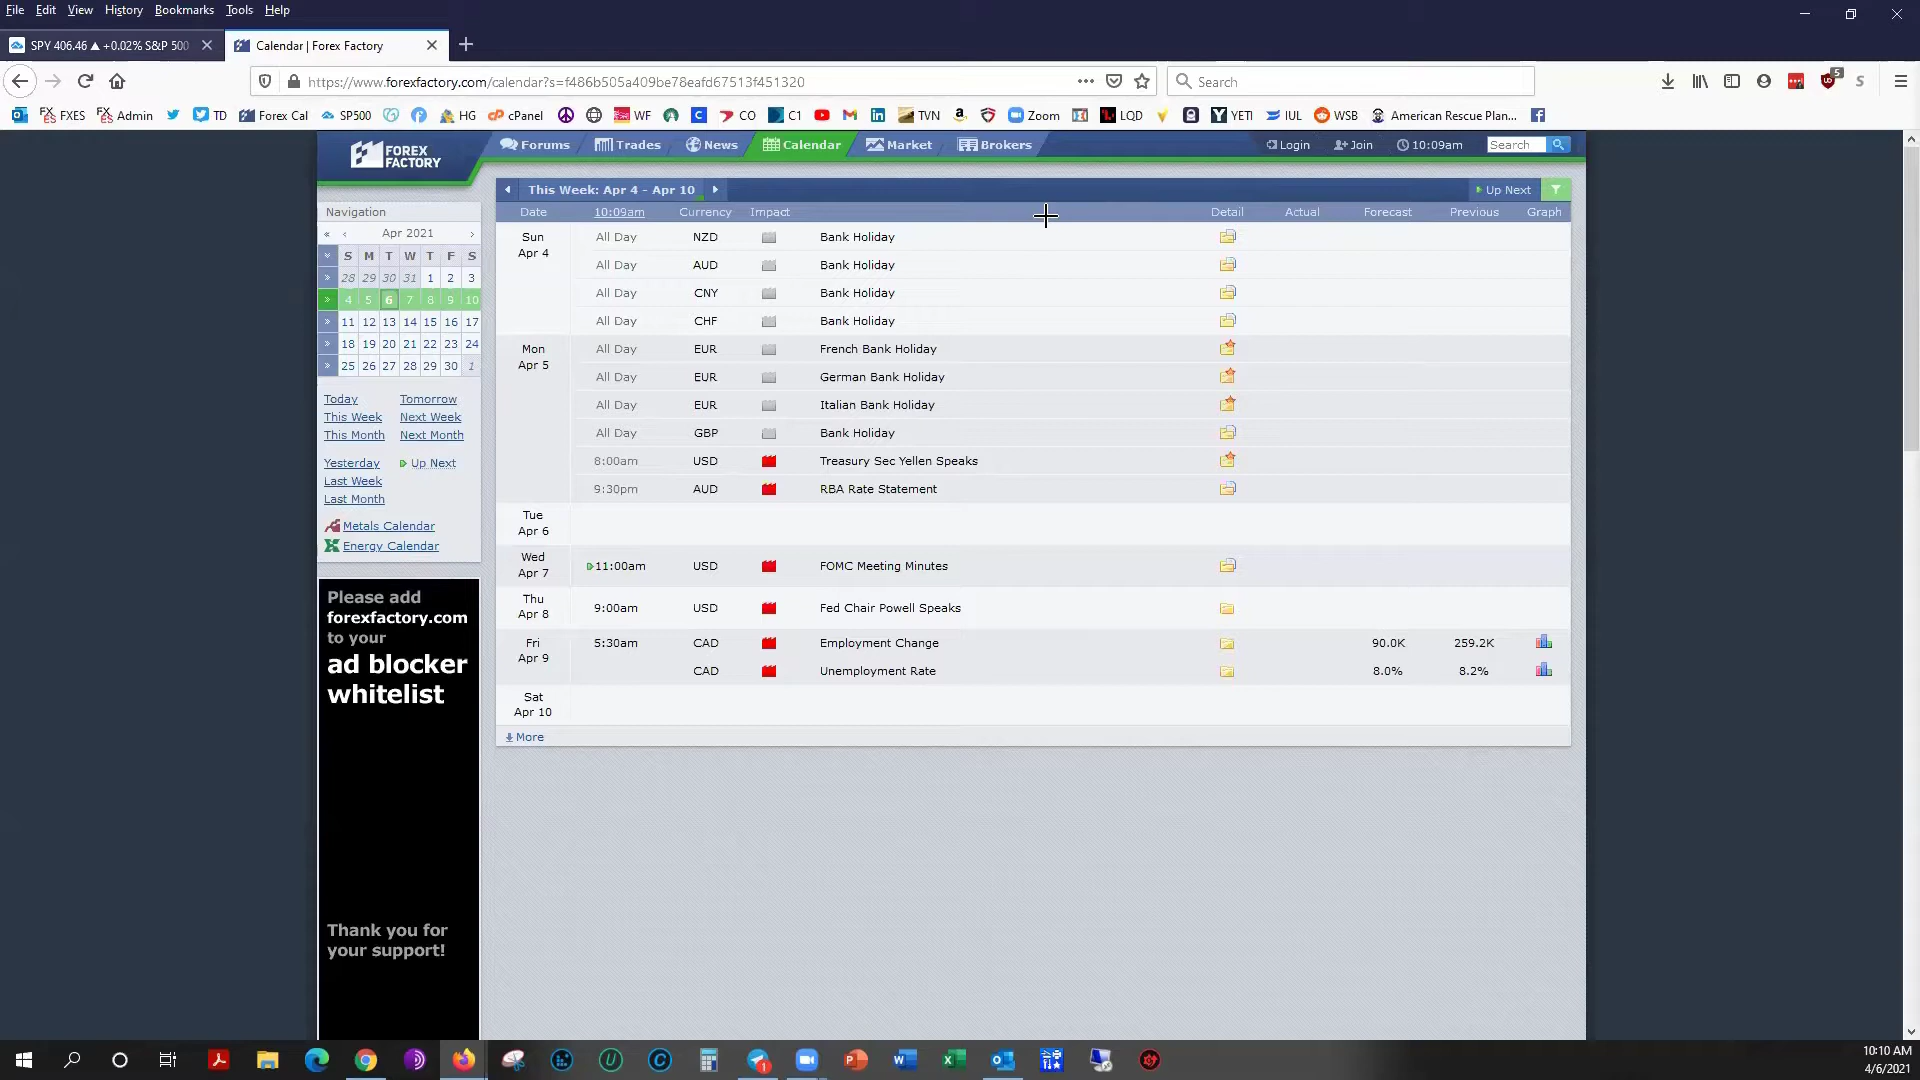 File Edit View History Bookmarks Tools Help
SPY 406.46 ▲ +0.02% S&P 500
Calendar | Forex Factory
https://www.forexfactory.com/calendar?s=f486b505a409be78eafd67513f451320
Search
FXES Admin TD Forex Cal SP500 HG cPanel WF CO C1 TVN Zoom LQD YETI IUL WSB American Rescue Plan...
FOREX FACTORY
Forums Trades News Calendar Market Brokers Login Join 10:09am Search
Navigation
« ‹ Apr 2021 ›
S M T W T F S
28 29 30 31 1 2 3
4 5 6 7 8 9 10
11 12 13 14 15 16 17
18 19 20 21 22 23 24
25 26 27 28 29 30 1
Today Tomorrow
This Week Next Week
This Month Next Month
Yesterday Up Next
Last Week
Last Month
Metals Calendar
Energy Calendar
Please add
forexfactory.com
to your
ad blocker
whitelist
Thank you for
your support!
This Week: Apr 4 - Apr 10 Up Next
Date 10:09am Currency Impact Detail Actual Forecast Previous Graph
Sun Apr 4 All Day NZD Bank Holiday
All Day AUD Bank Holiday
All Day CNY Bank Holiday
All Day CHF Bank Holiday
Mon Apr 5 All Day EUR French Bank Holiday
All Day EUR German Bank Holiday
All Day EUR Italian Bank Holiday
All Day GBP Bank Holiday
8:00am USD Treasury Sec Yellen Speaks
9:30pm AUD RBA Rate Statement
Tue Apr 6
Wed Apr 7 11:00am USD FOMC Meeting Minutes
Thu Apr 8 9:00am USD Fed Chair Powell Speaks
Fri Apr 9 5:30am CAD Employment Change 90.0K 259.2K
CAD Unemployment Rate 8.0% 8.2%
Sat Apr 10
More
10:10 AM
4/6/2021